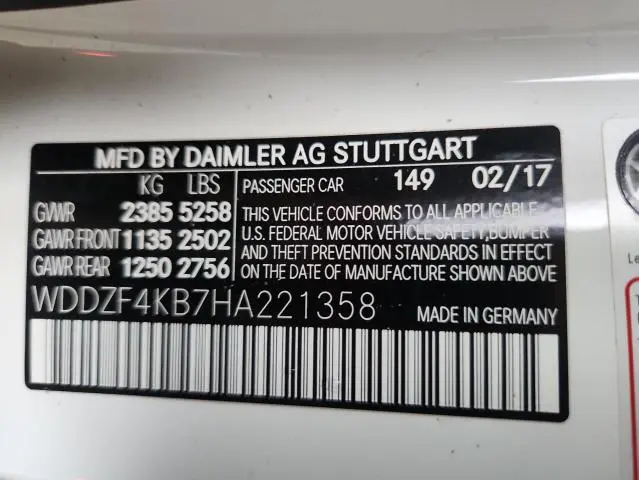 MFD BY DAIMLER AG STUTTGART
KG LBS
GVWR 2385 5258
GAWR FRONT 1135 2502
GAWR REAR 1250 2756
PASSENGER CAR 149 02/17
THIS VEHICLE CONFORMS TO ALL APPLICABLE
U.S. FEDERAL MOTOR VEHICLE SAFETY,BUMPER
AND THEFT PREVENTION STANDARDS IN EFFECT
ON THE DATE OF MANUFACTURE SHOWN ABOVE
WDDZF4KB7HA221358
MADE IN GERMANY